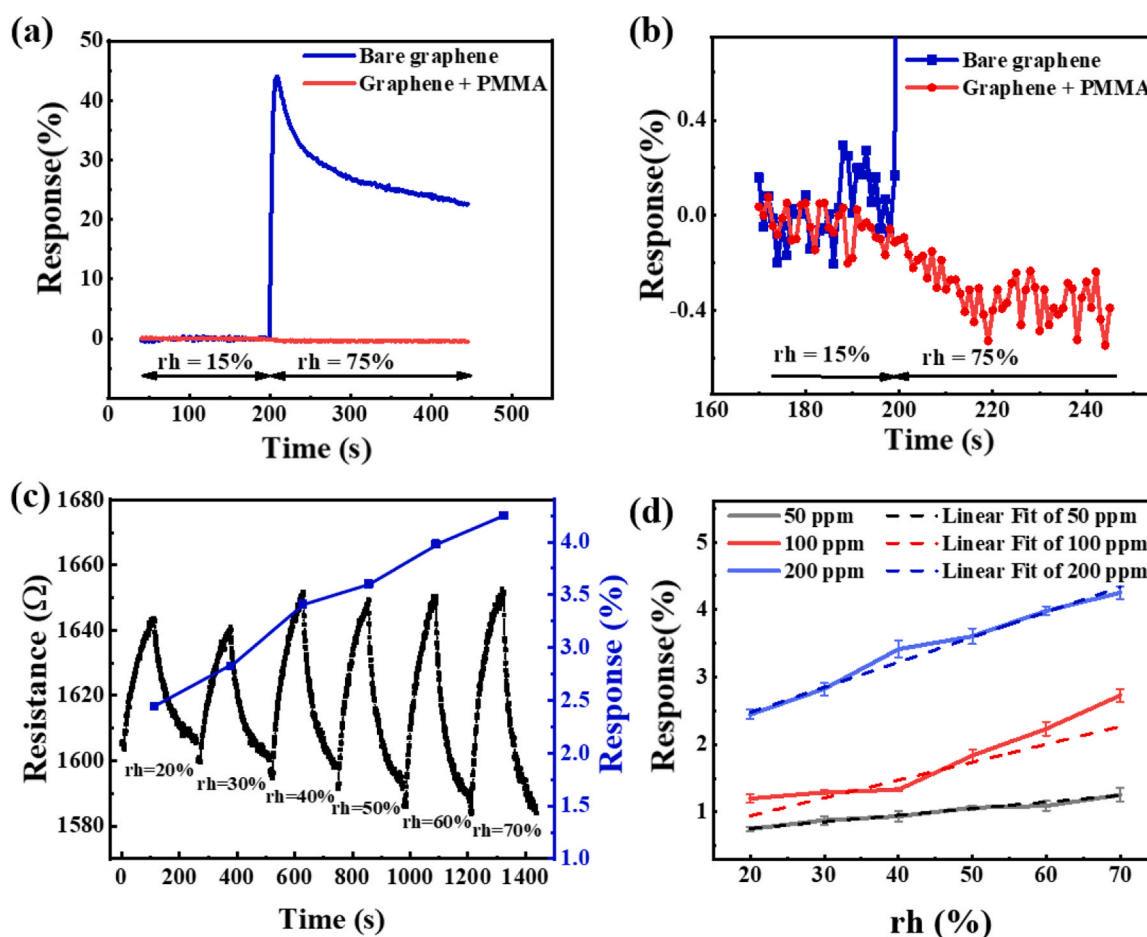 (a)
50
40
30
20
10
0
Response(%)
Bare graphene
Graphene + PMMA
rh = 15%
rh = 75%
0
100
200
300
400
500
Time (s)
(b)
0.4
0.0
-0.4
Response(%)
Bare graphene
Graphene + PMMA
rh = 15%
rh = 75%
160
180
200
220
240
Time (s)
(c)
1680
1660
1640
1620
1600
1580
Resistance (Ω)
rh=20%
rh=30%
rh=40%
rh=50%
rh=60%
rh=70%
0
200
400
600
800
1000
1200
1400
Time (s)
4.0
3.5
3.0
2.5
2.0
1.5
1.0
Response (%)
(d)
50 ppm
Linear Fit of 50 ppm
100 ppm
Linear Fit of 100 ppm
200 ppm
Linear Fit of 200 ppm
5
4
3
2
1
Response(%)
20
30
40
50
60
70
rh (%)